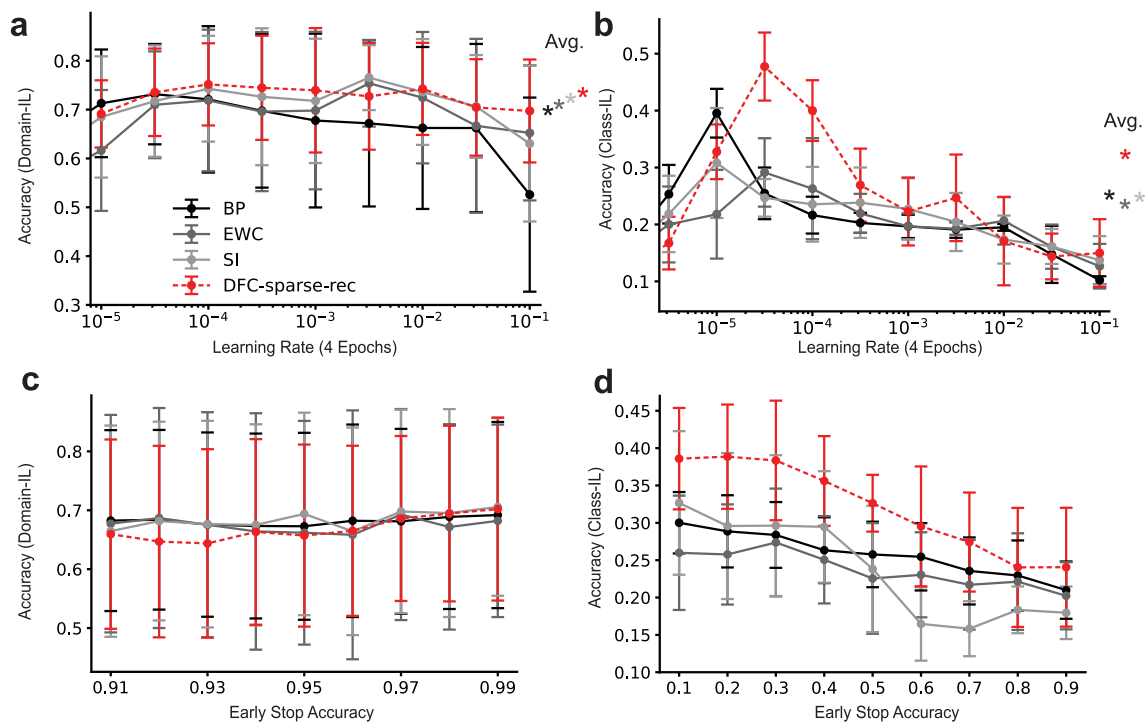 a
Avg.
0.8
0.7
0.6
0.5
0.4
0.3
Accuracy (Domain-IL)
* * * *
BP
EWC
SI
DFC-sparse-rec
10⁻⁵ 10⁻⁴ 10⁻³ 10⁻² 10⁻¹
Learning Rate (4 Epochs)
b
Avg.
0.5
0.4
0.3
0.2
0.1
Accuracy (Class-IL)
*
* * *
10⁻⁵ 10⁻⁴ 10⁻³ 10⁻² 10⁻¹
Learning Rate (4 Epochs)
c
0.8
0.7
0.6
0.5
Accuracy (Domain-IL)
0.91 0.93 0.95 0.97 0.99
Early Stop Accuracy
d
0.45
0.40
0.35
0.30
0.25
0.20
0.15
0.10
Accuracy (Class-IL)
0.1 0.2 0.3 0.4 0.5 0.6 0.7 0.8 0.9
Early Stop Accuracy